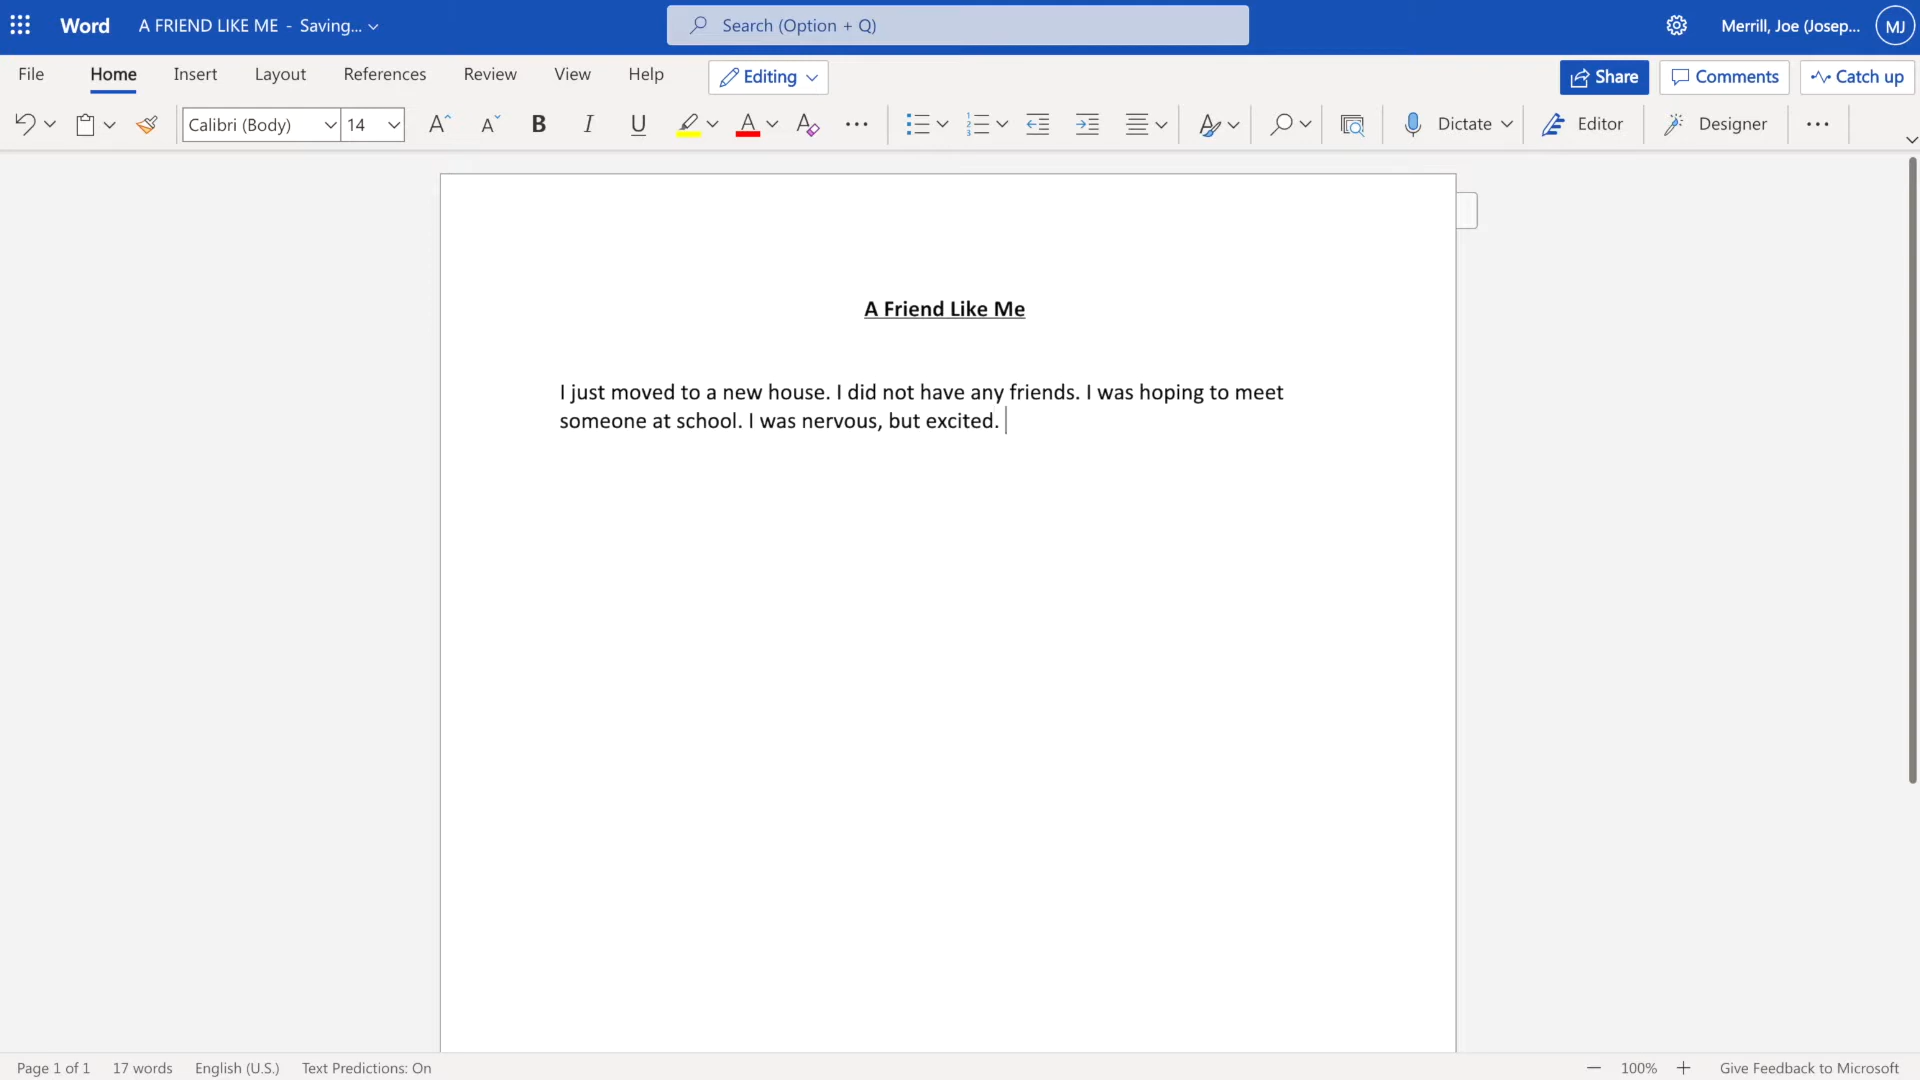 Word A FRIEND LIKE ME - Saving... Search (Option + Q) Merrill, Joe (Josep... MJ
File Home Insert Layout References Review View Help Editing Share Comments Catch up
Calibri (Body) 14 A A B I U A A Dictate Editor Designer
A Friend Like Me
I just moved to a new house. I did not have any friends. I was hoping to meet
someone at school. I was nervous, but excited.
Page 1 of 1 17 words English (U.S.) Text Predictions: On 100% Give Feedback to Microsoft